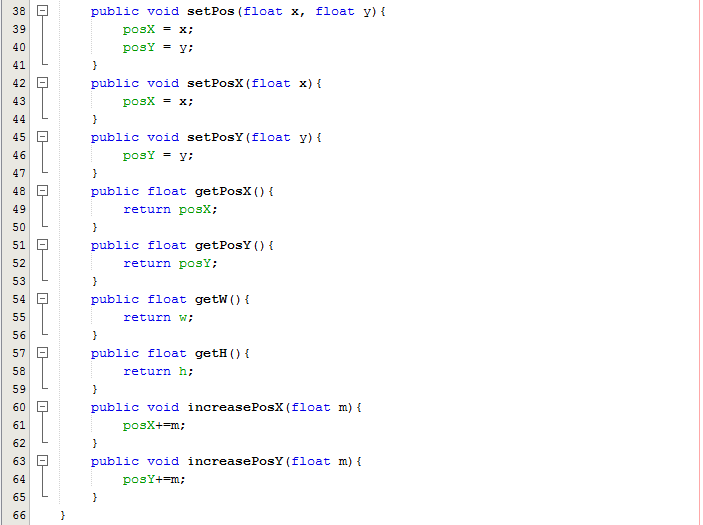 38 public void setPos(float x, float y){
39 posX = x;
40 posY = y;
41 }
42 public void setPosX(float x){
43 posX = x;
44 }
45 public void setPosY(float y){
46 posY = y;
47 }
48 public float getPosX(){
49 return posX;
50 }
51 public float getPosY(){
52 return posY;
53 }
54 public float getW(){
55 return w;
56 }
57 public float getH(){
58 return h;
59 }
60 public void increasePosX(float m){
61 posX+=m;
62 }
63 public void increasePosY(float m){
64 posY+=m;
65 }
66 }